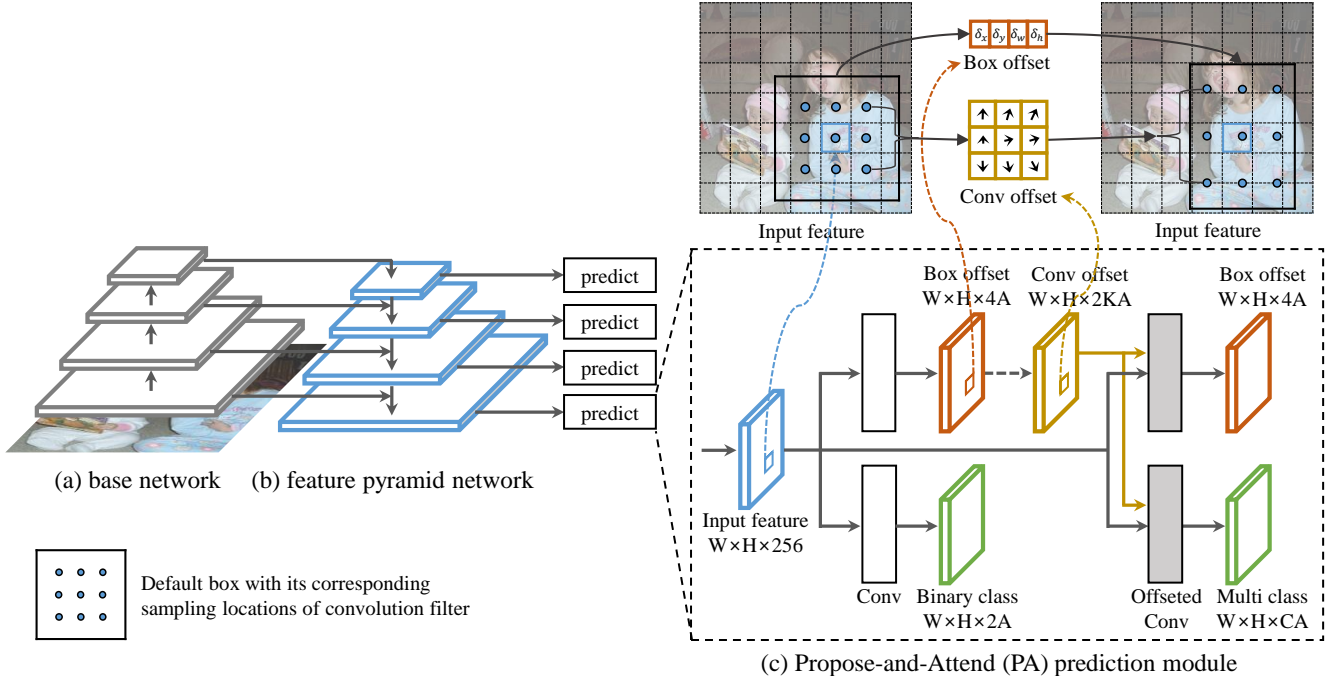 δx δy δw δh
Box offset
Conv offset
Input feature
Input feature
predict
predict
predict
predict
(a) base network
(b) feature pyramid network
Default box with its corresponding
sampling locations of convolution filter
Box offset
W×H×4A
Conv offset
W×H×2KA
Box offset
W×H×4A
Input feature
W×H×256
Conv
Binary class
W×H×2A
Offseted
Conv
Multi class
W×H×CA
(c) Propose-and-Attend (PA) prediction module